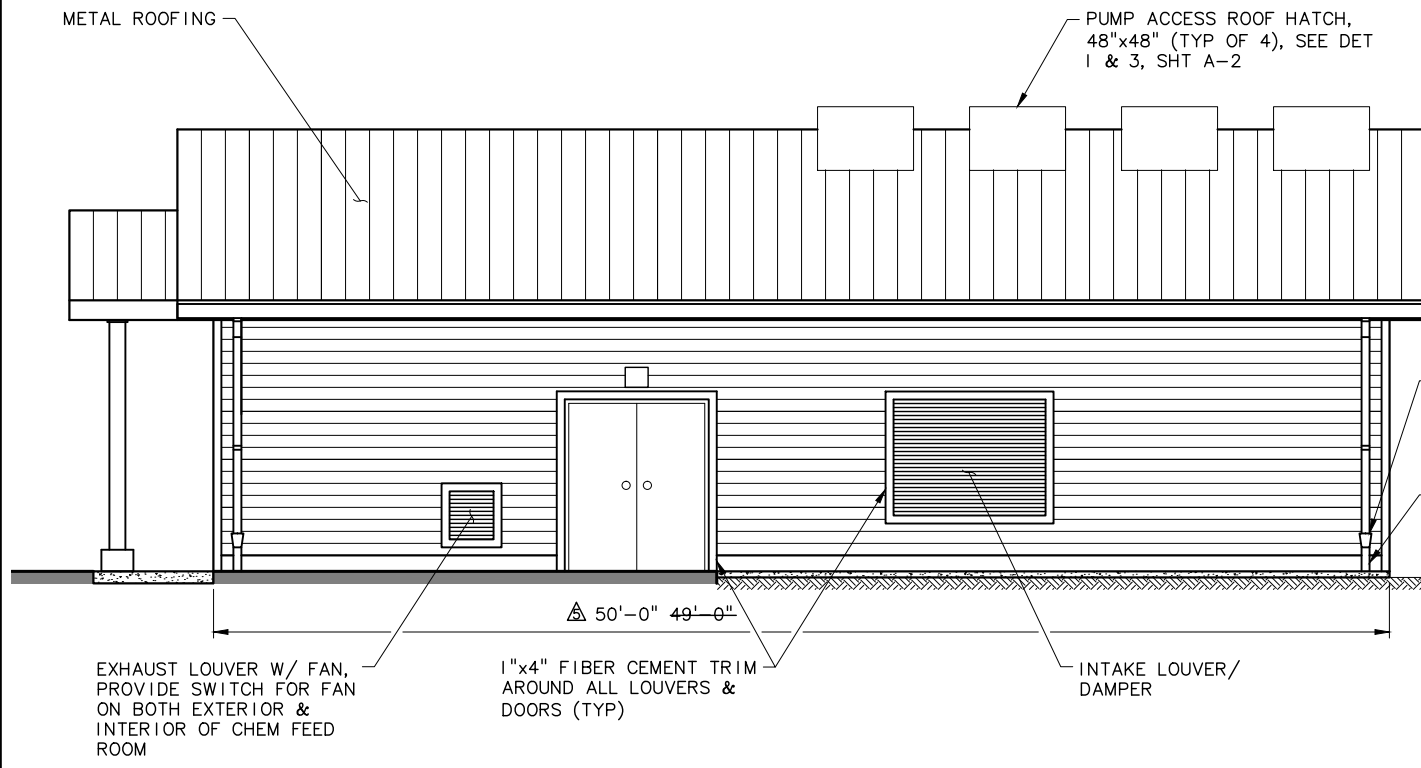 METAL ROOFING
PUMP ACCESS ROOF HATCH,
48"x48" (TYP OF 4), SEE DET
1 & 3, SHT A-2
5 50'-0" 49'-0"
EXHAUST LOUVER W/ FAN,
PROVIDE SWITCH FOR FAN
ON BOTH EXTERIOR &
INTERIOR OF CHEM FEED
ROOM
1"x4" FIBER CEMENT TRIM
AROUND ALL LOUVERS &
DOORS (TYP)
INTAKE LOUVER/
DAMPER